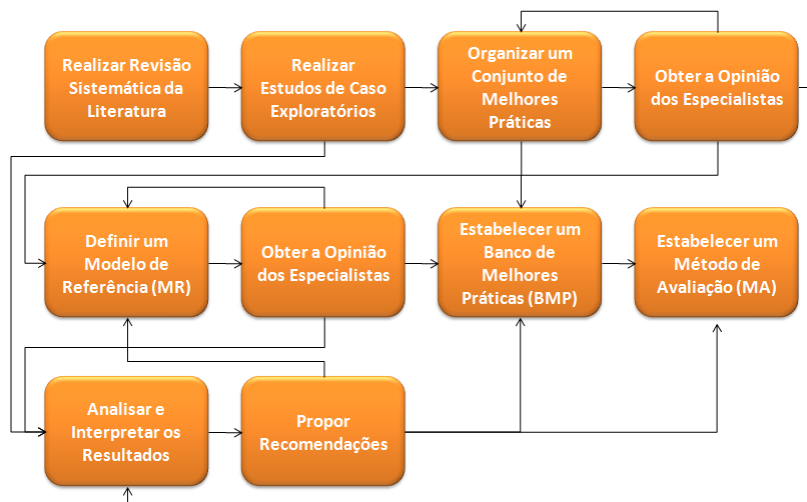 Realizar Revisão
Sistemática da
Literatura
Realizar
Estudos de Caso
Exploratórios
Organizar um
Conjunto de
Melhores
Práticas
Obter a Opinião
dos Especialistas
Definir um
Modelo de
Referência (MR)
Obter a Opinião
dos Especialistas
Estabelecer um
Banco de
Melhores
Práticas (BMP)
Estabelecer um
Método de
Avaliação (MA)
Analisar e
Interpretar os
Resultados
Propor
Recomendações